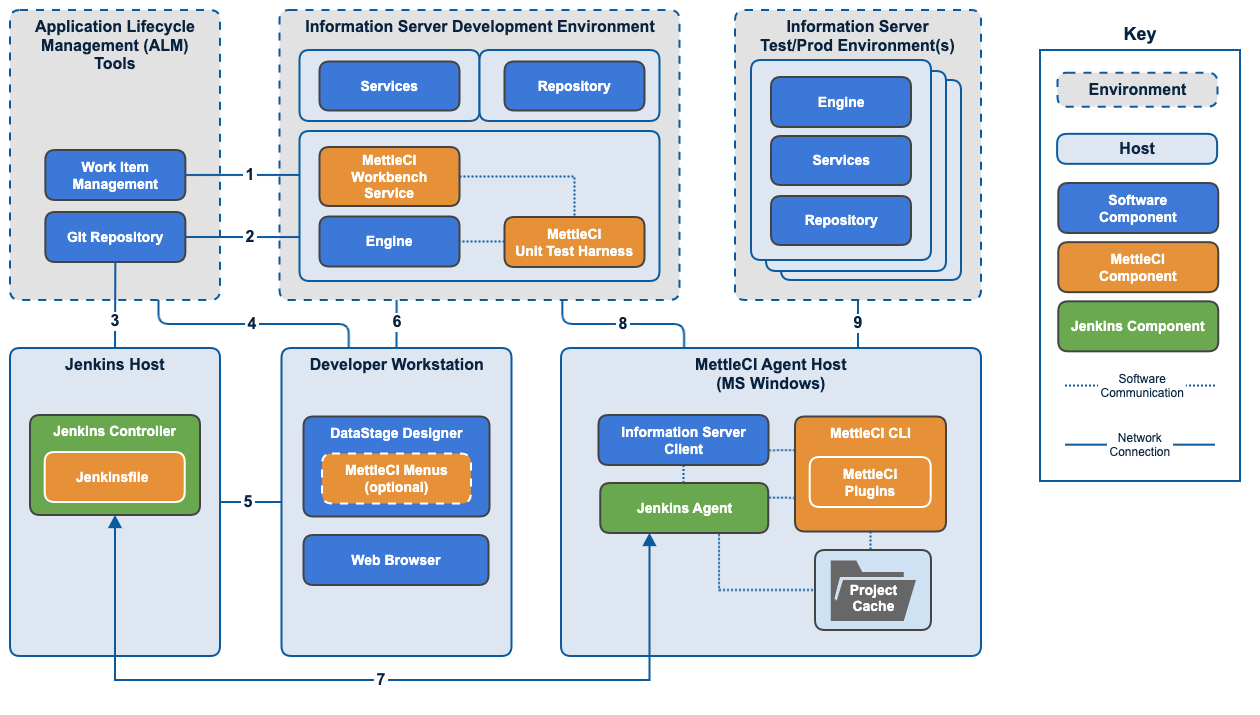 Application Lifecycle
Management (ALM)
Tools
Work Item
Management
Git Repository
Information Server Development Environment
Services
Repository
MettleCI
Workbench
Service
Engine
MettleCI
Unit Test Harness
Information Server
Test/Prod Environment(s)
Engine
Services
Repository
Key
Environment
Host
Software
Component
MettleCI
Component
Jenkins Component
Software
Communication
Network
Connection
1
2
3
4
6
8
9
Jenkins Host
Jenkins Controller
Jenkinsfile
5
Developer Workstation
DataStage Designer
MettleCI Menus
(optional)
Web Browser
MettleCI Agent Host
(MS Windows)
Information Server
Client
Jenkins Agent
MettleCI CLI
MettleCI
Plugins
Project
Cache
7